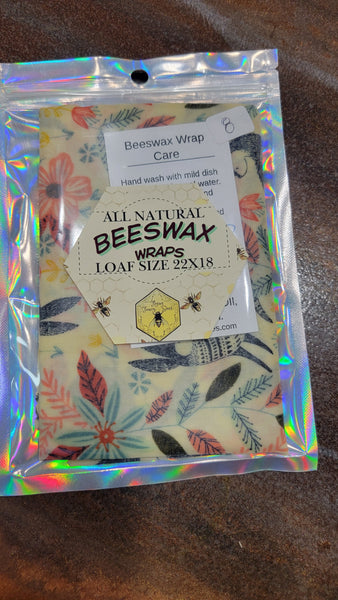 Beeswax Wrap
Care
Hand wash with mild dish
water.
ALL NATURAL
BEESWAX
WRAPS
LOAF SIZE 22X18